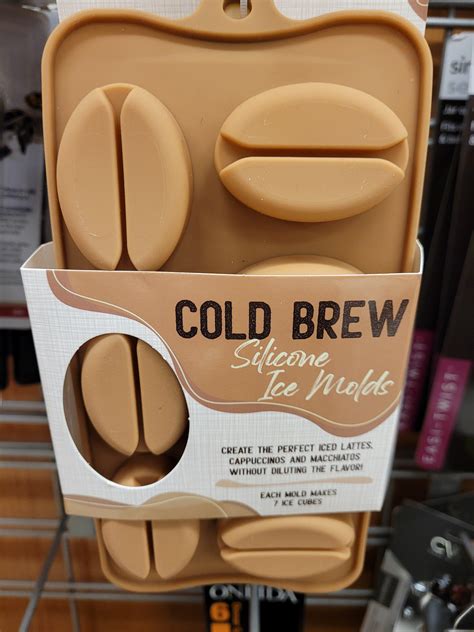 COLD BREW
Silicone
Ice Molds
CREATE THE PERFECT ICED LATTES,
CAPPUCCINOS AND MACCHIATOS
WITHOUT DILUTING THE FLAVOR!
EACH MOLD MAKES
7 ICE CUBES
EASI-TWIST
ONEIDA
6